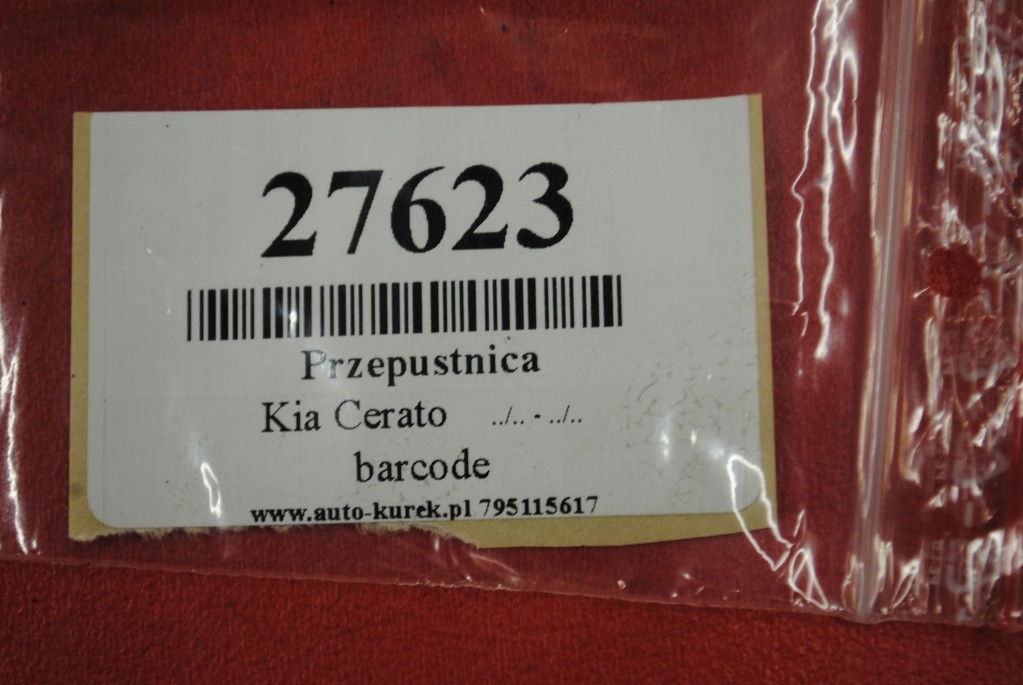 27623
Przepustnica
Kia Cerato ../.. - ../..
barcode
www.auto-kurek.pl 795115617